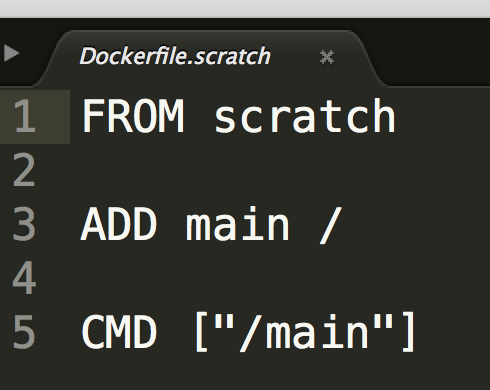 Dockerfile.scratch
1 FROM scratch
2
3 ADD main /
4
5 CMD ["/main"]